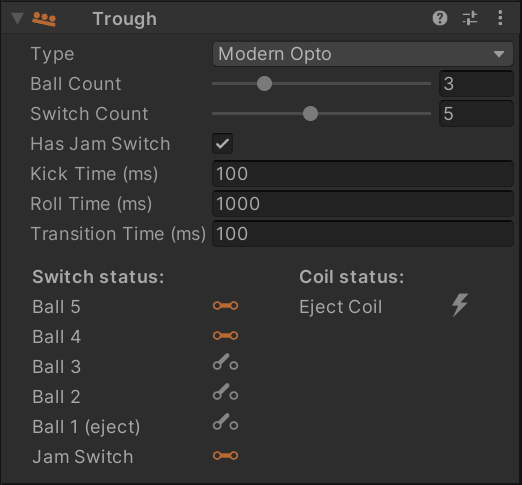 Trough
Type Modern Opto
Ball Count 3
Switch Count 5
Has Jam Switch
Kick Time (ms) 100
Roll Time (ms) 1000
Transition Time (ms) 100
Switch status: Coil status:
Ball 5 Eject Coil
Ball 4
Ball 3
Ball 2
Ball 1 (eject)
Jam Switch